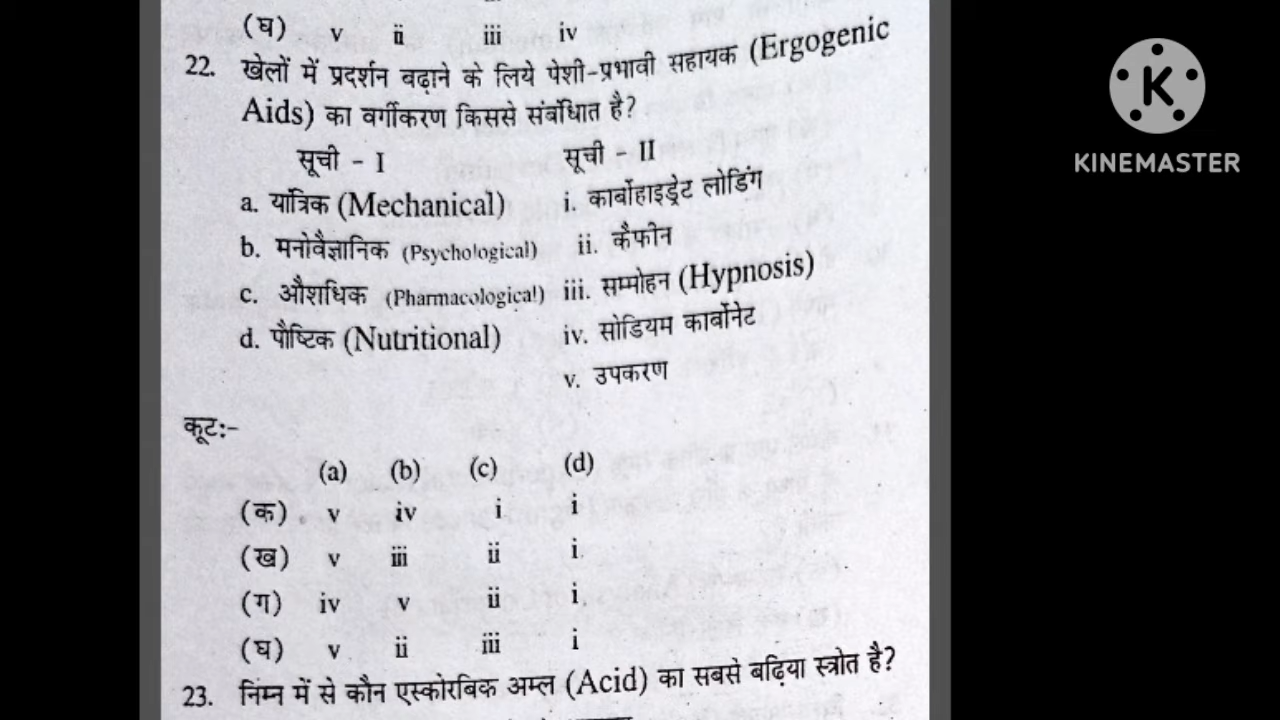 (घ) v ii iii iv
22. खेलों में प्रदर्शन बढ़ाने के लिये पेशी-प्रभावी सहायक (Ergogenic
Aids) का वर्गीकरण किससे संबंधाित है?
सूची - I सूची - II
a. यांत्रिक (Mechanical) i. कार्बोहाइड्रेट लोडिंग
b. मनोवैज्ञानिक (Psychological) ii. कैफीन
c. औशधिक (Pharmacological) iii. सम्मोहन (Hypnosis)
d. पौष्टिक (Nutritional) iv. सोडियम कार्बोनेट
v. उपकरण
कूट:-
(a) (b) (c) (d)
(क) v iv i i
(ख) v iii ii i
(ग) iv v ii i
(घ) v ii iii i
23. निम्न में से कौन एस्कोरबिक अम्ल (Acid) का सबसे बढ़िया स्त्रोत है?
K
KINEMASTER